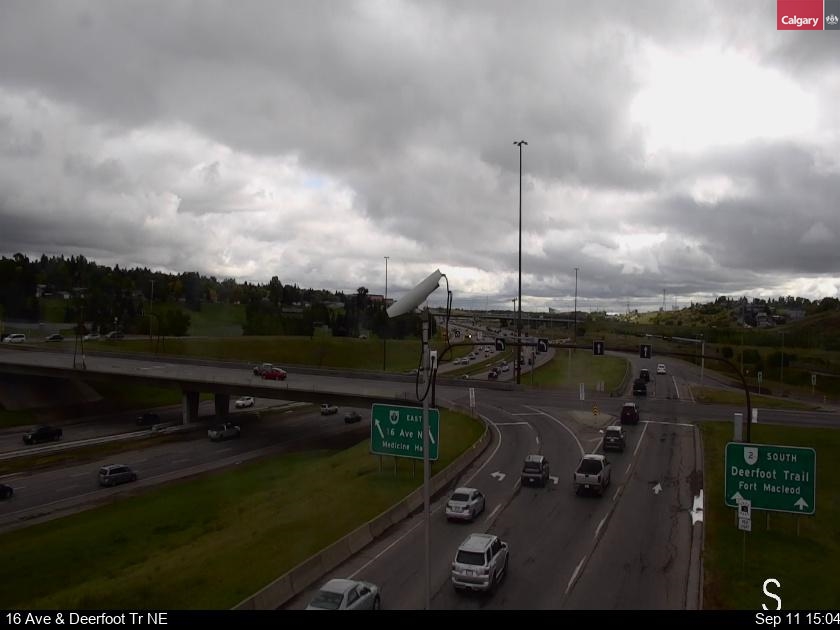 Calgary
EAST
16 Ave N
Medicine Ha
2 SOUTH
Deerfoot Trail
Fort Macleod
S
16 Ave & Deerfoot Tr NE
Sep 11 15:04